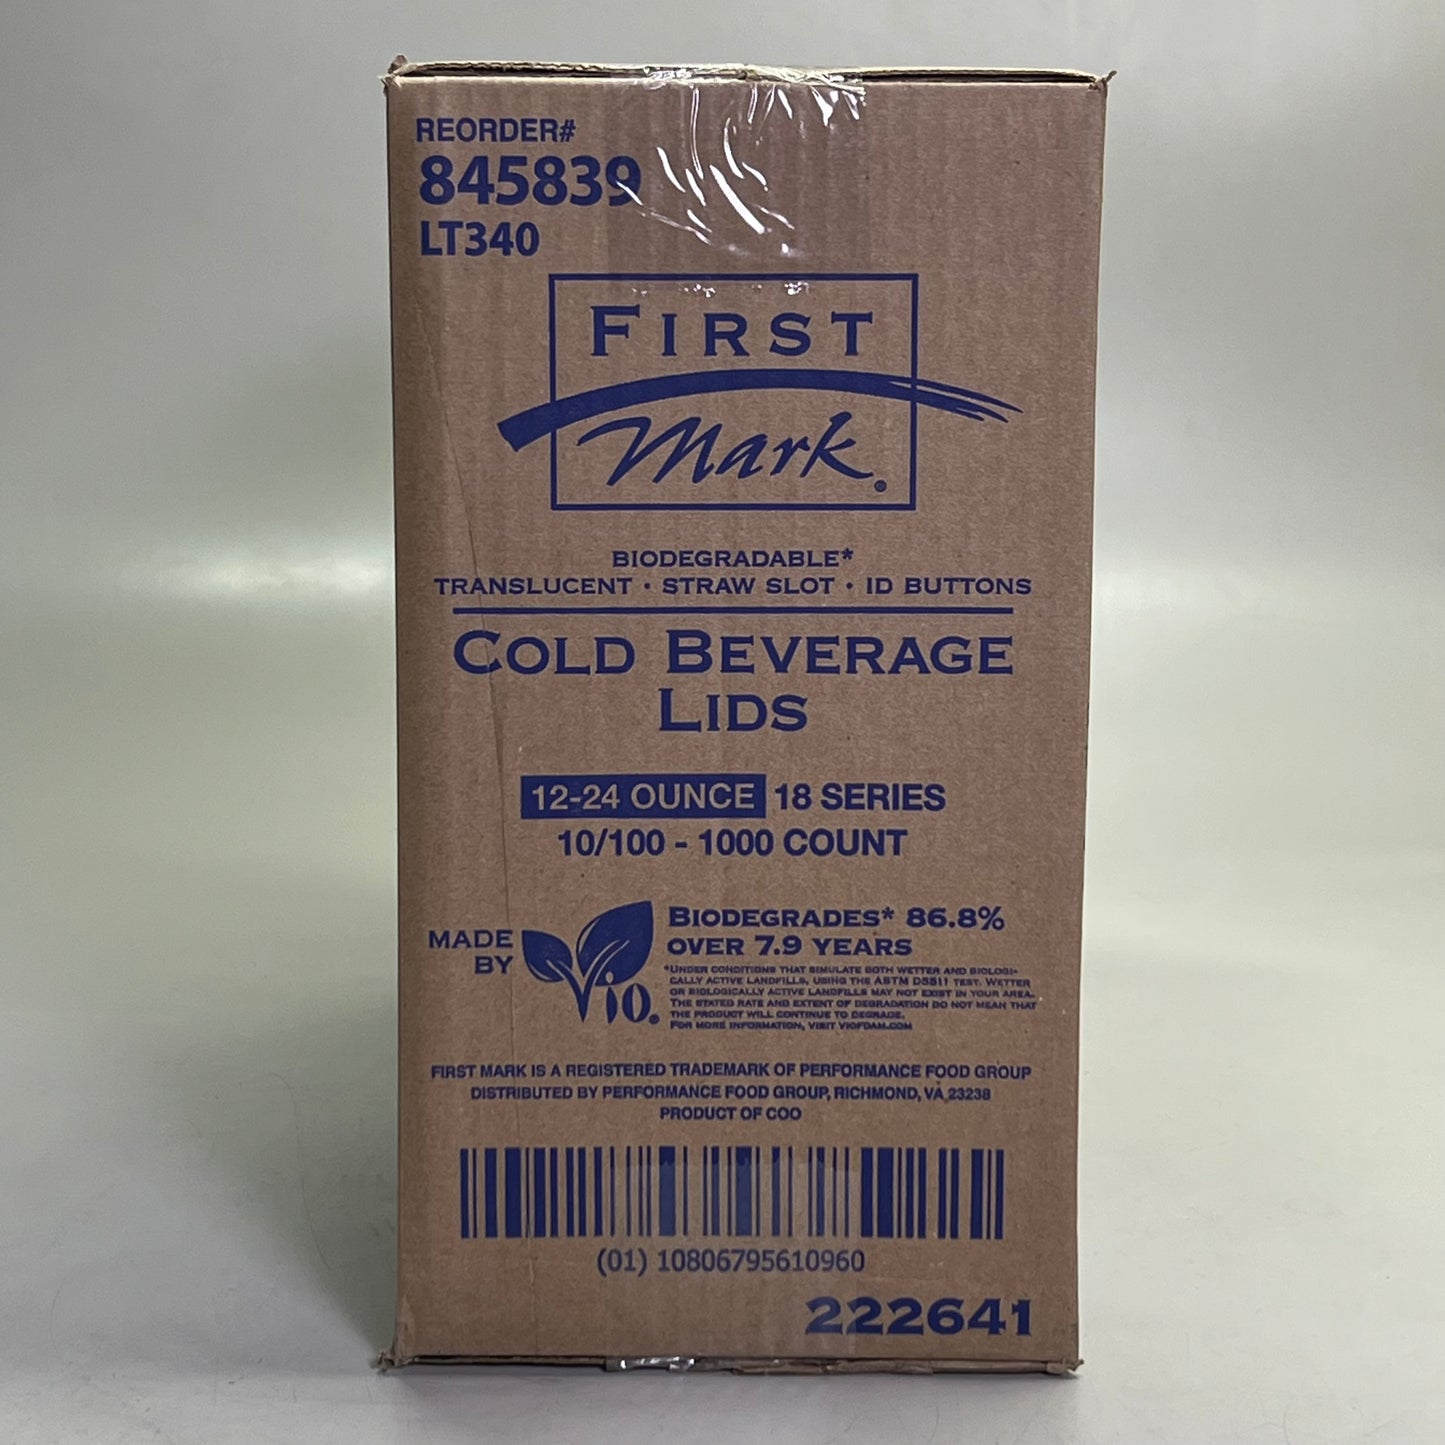 REORDER#
845839
LT340
FIRST
Mark®
BIODEGRADABLE*
TRANSLUCENT • STRAW SLOT • ID BUTTONS
COLD BEVERAGE
LIDS
12-24 OUNCE 18 SERIES
10/100 - 1000 COUNT
MADE
BY
Vio®
BIODEGRADES* 86.8%
OVER 7.9 YEARS
*UNDER CONDITIONS THAT SIMULATE BOTH WETTER AND BIOLOGI-
CALLY ACTIVE LANDFILLS, USING THE ASTM D5511 TEST. WETTER
OR BIOLOGICALLY ACTIVE LANDFILLS MAY NOT EXIST IN YOUR AREA.
THE STATED RATE AND EXTENT OF DEGRADATION DO NOT MEAN THAT
THE PRODUCT WILL CONTINUE TO DEGRADE.
FOR MORE INFORMATION, VISIT VIOFOAM.COM
FIRST MARK IS A REGISTERED TRADEMARK OF PERFORMANCE FOOD GROUP
DISTRIBUTED BY PERFORMANCE FOOD GROUP, RICHMOND, VA 23238
PRODUCT OF COO
(01) 10806795610960
222641